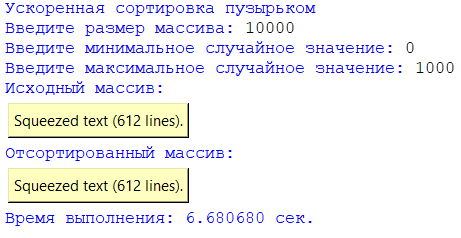 Ускоренная сортировка пузырьком
Введите размер массива: 10000
Введите минимальное случайное значение: 0
Введите максимальное случайное значение: 1000
Исходный массив:
Squeezed text (612 lines).
Отсортированный массив:
Squeezed text (612 lines).
Время выполнения: 6.680680 сек.